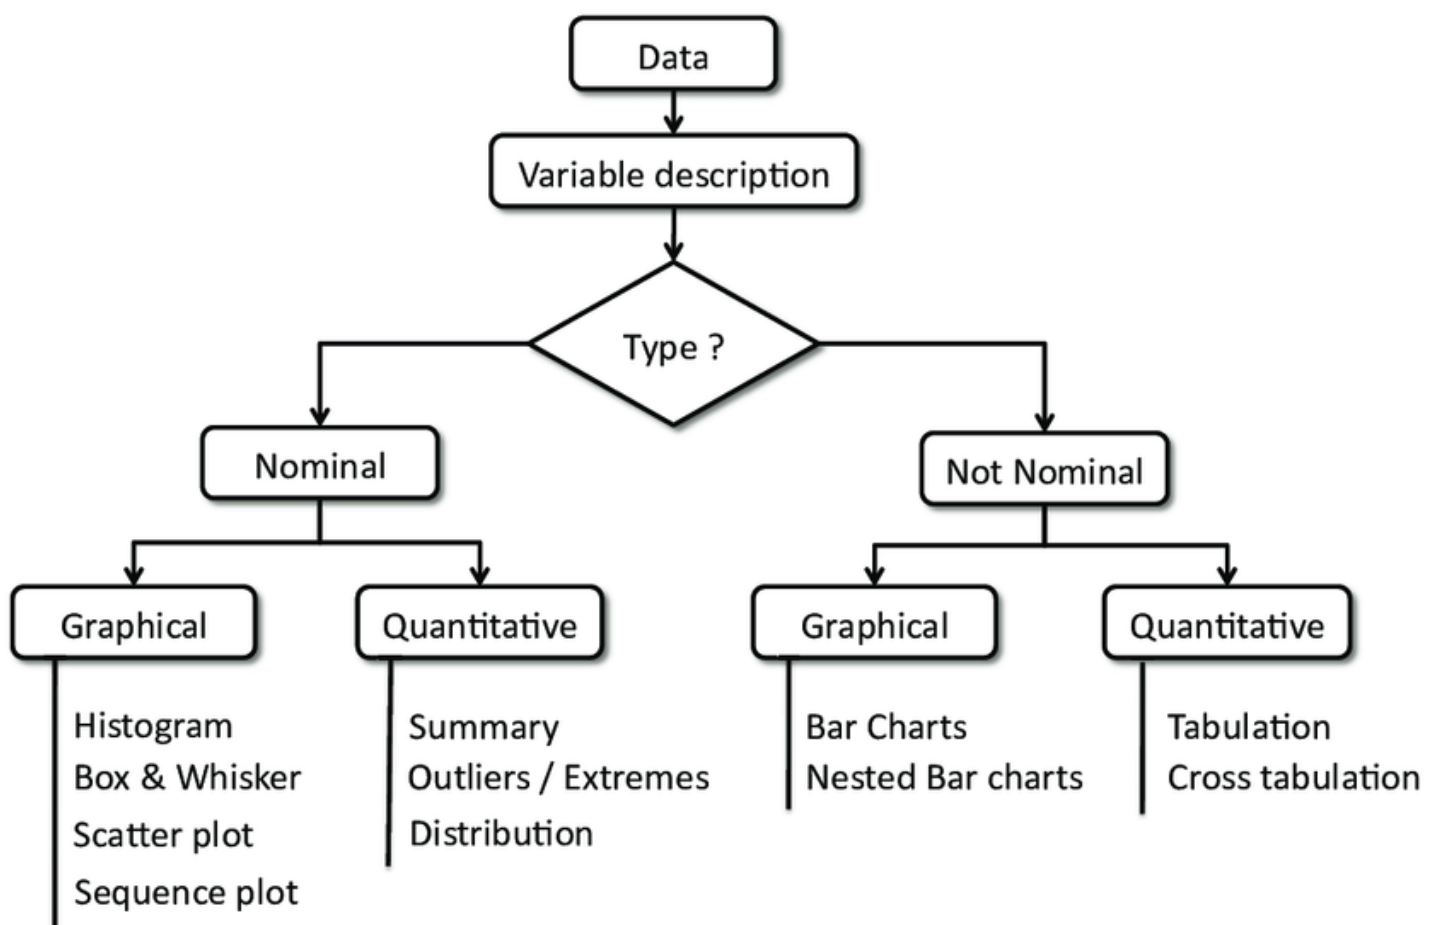 Data
Variable description
Type ?
Nominal
Not Nominal
Graphical
Quantitative
Graphical
Quantitative
Histogram
Box & Whisker
Scatter plot
Sequence plot
Summary
Outliers / Extremes
Distribution
Bar Charts
Nested Bar charts
Tabulation
Cross tabulation